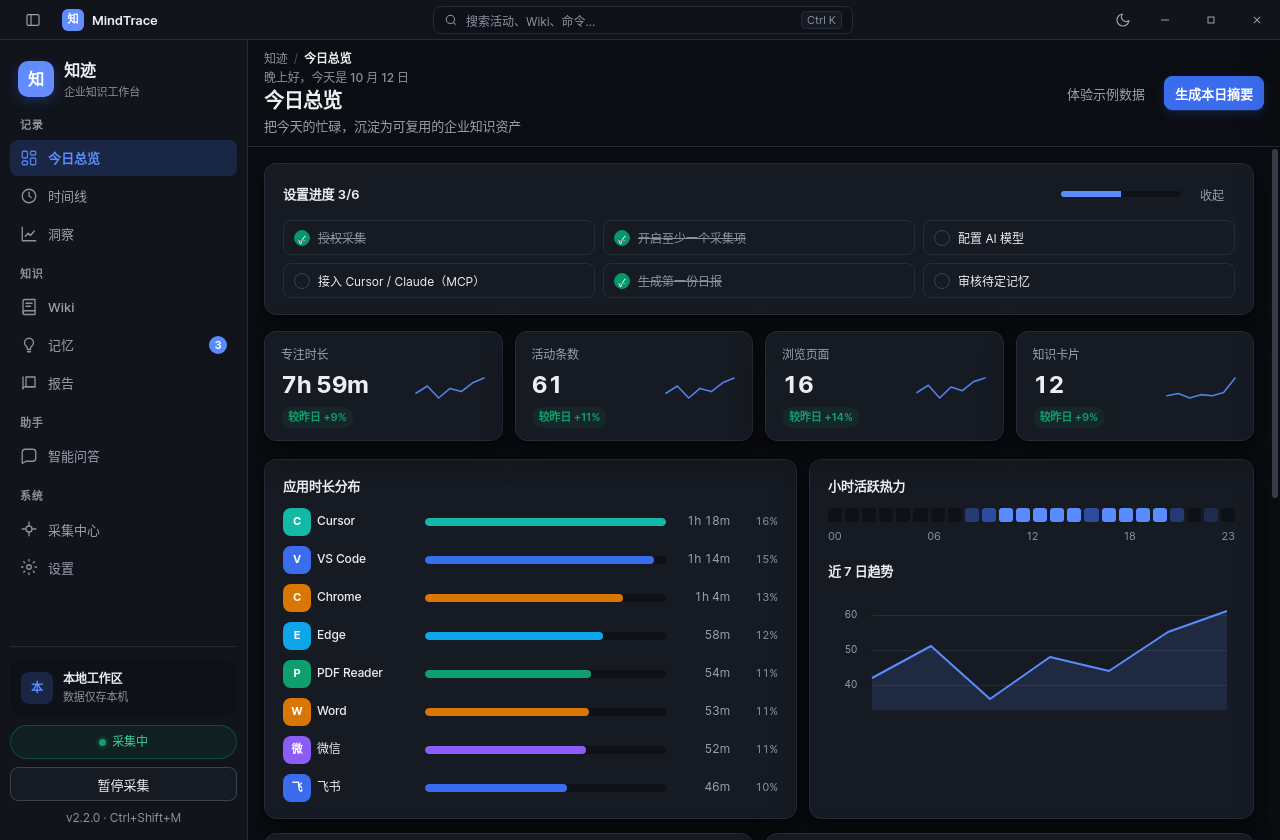 知 MindTrace
搜索活动、Wiki、命令... Ctrl K
知 知迹
企业知识工作台
记录
今日总览
时间线
洞察
知识
Wiki
记忆 3
报告
助手
智能问答
系统
采集中心
设置
本 本地工作区
数据仅存本机
采集中
暂停采集
v2.2.0 · Ctrl+Shift+M
知迹 / 今日总览
晚上好，今天是 10 月 12 日
今日总览
把今天的忙碌，沉淀为可复用的企业知识资产
体验示例数据 生成本日摘要
设置进度 3/6 收起
授权采集 开启至少一个采集项 配置 AI 模型
接入 Cursor / Claude（MCP） 生成第一份日报 审核待定记忆
专注时长
7h 59m
较昨日 +9%
活动条数
61
较昨日 +11%
浏览页面
16
较昨日 +14%
知识卡片
12
较昨日 +9%
应用时长分布
C Cursor 1h 18m 16%
V VS Code 1h 14m 15%
C Chrome 1h 4m 13%
E Edge 58m 12%
P PDF Reader 54m 11%
W Word 53m 11%
微 微信 52m 11%
飞 飞书 46m 10%
小时活跃热力
00 06 12 18 23
近 7 日趋势
60
50
40